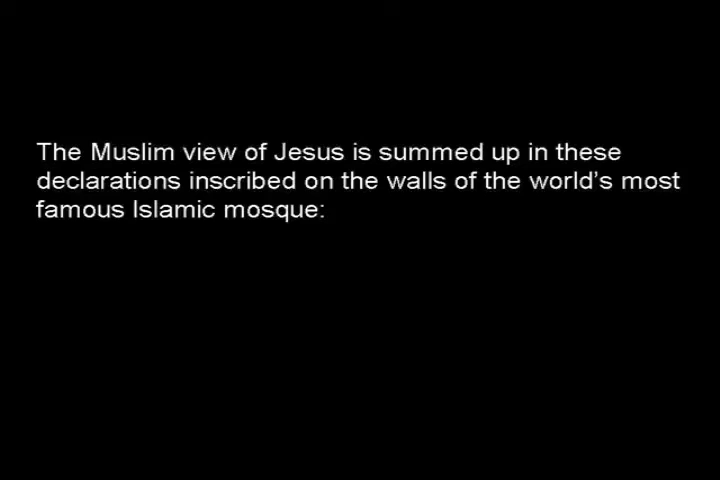 The Muslim view of Jesus is summed up in these
declarations inscribed on the walls of the world's most
famous Islamic mosque: